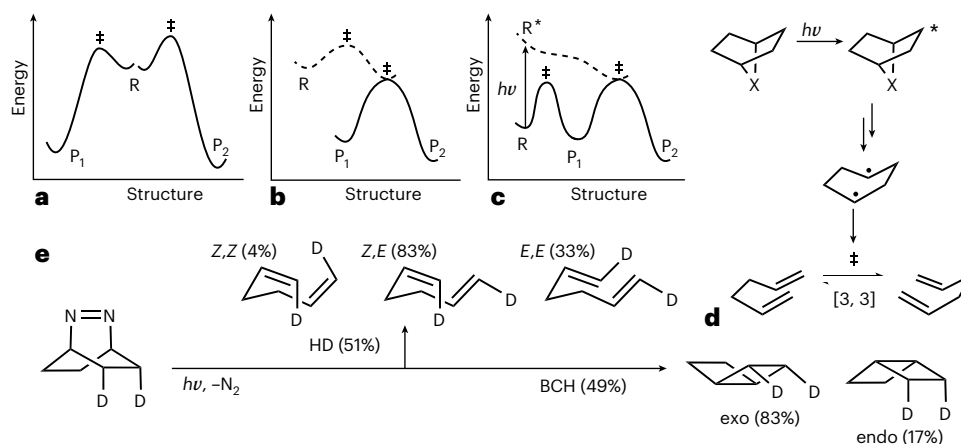 Energy
‡
‡
R
P1
P2
Structure
a
Energy
‡
‡
R
P1
P2
Structure
b
Energy
R*
hν
‡
‡
R
P1
P2
Structure
c
X
hν
*
X
‡
[3, 3]
d
e
Z,Z (4%)
Z,E (83%)
E,E (33%)
D
D
D
D
D
D
N
N
D
D
hν, –N2
HD (51%)
BCH (49%)
D
D
exo (83%)
D
D
endo (17%)